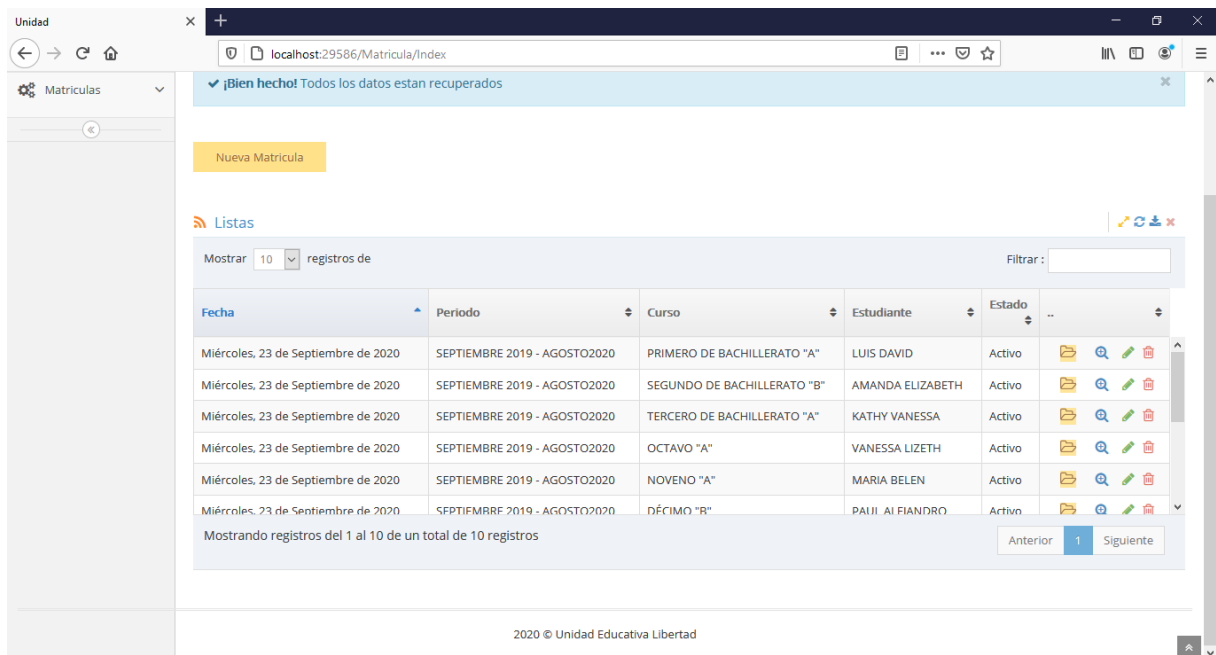 Unidad
localhost:29586/Matricula/Index
Matriculas
¡Bien hecho! Todos los datos estan recuperados
Nueva Matricula
Listas
Mostrar 10 registros de
Filtrar :
Fecha Periodo Curso Estudiante Estado ..
Miércoles, 23 de Septiembre de 2020 SEPTIEMBRE 2019 - AGOSTO2020 PRIMERO DE BACHILLERATO "A" LUIS DAVID Activo
Miércoles, 23 de Septiembre de 2020 SEPTIEMBRE 2019 - AGOSTO2020 SEGUNDO DE BACHILLERATO "B" AMANDA ELIZABETH Activo
Miércoles, 23 de Septiembre de 2020 SEPTIEMBRE 2019 - AGOSTO2020 TERCERO DE BACHILLERATO "A" KATHY VANESSA Activo
Miércoles, 23 de Septiembre de 2020 SEPTIEMBRE 2019 - AGOSTO2020 OCTAVO "A" VANESSA LIZETH Activo
Miércoles, 23 de Septiembre de 2020 SEPTIEMBRE 2019 - AGOSTO2020 NOVENO "A" MARIA BELEN Activo
Miércoles, 23 de Septiembre de 2020 SEPTIEMBRE 2019 - AGOSTO2020 DÉCIMO "B" PAUL ALEJANDRO Activo
Mostrando registros del 1 al 10 de un total de 10 registros
Anterior 1 Siguiente
2020 © Unidad Educativa Libertad